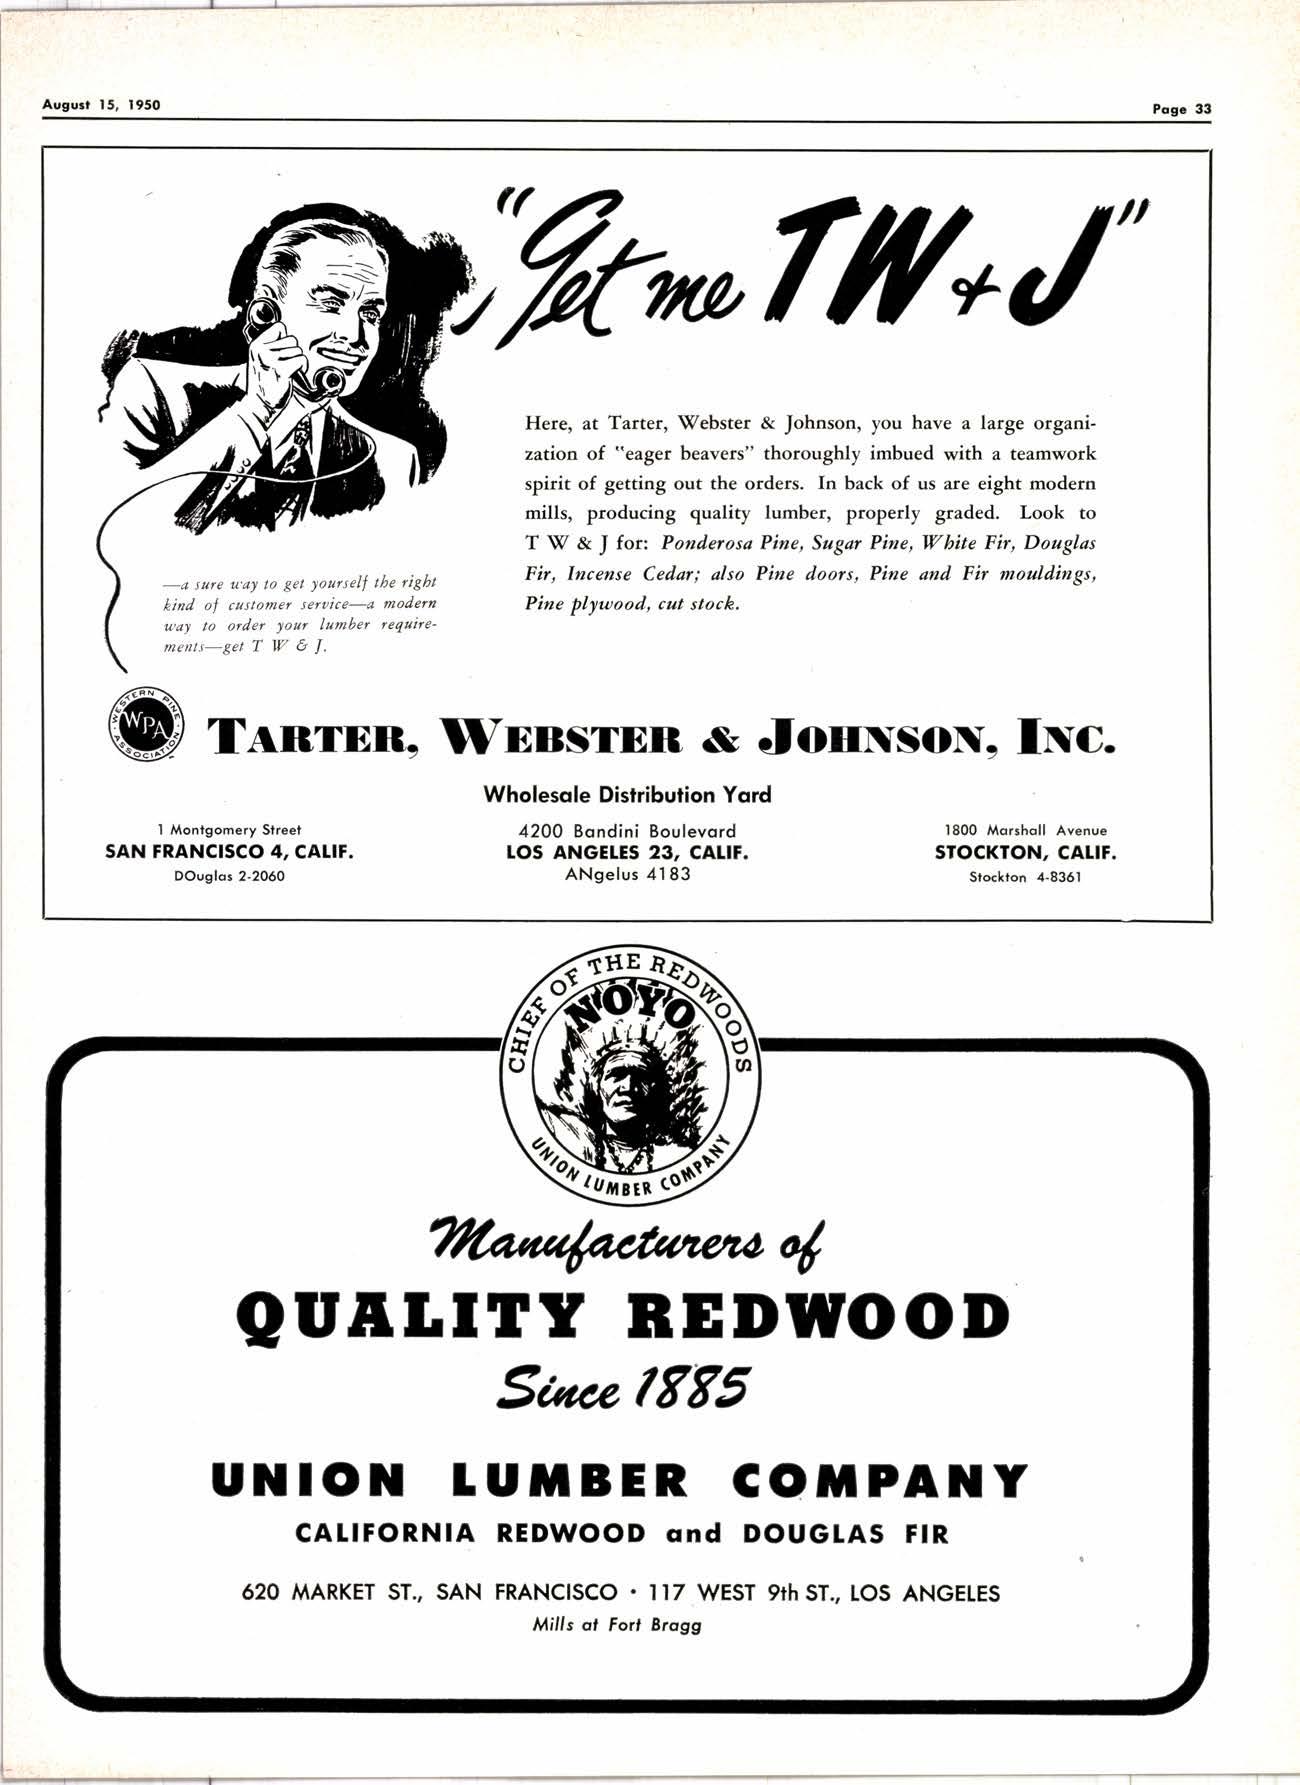 August 15, 1950
Page 33
"Get me TW & J"
Here, at Tarter, Webster & Johnson, you have a large organi-
zation of "eager beavers" thoroughly imbued with a teamwork
spirit of getting out the orders. In back of us are eight modern
mills, producing quality lumber, properly graded. Look to
T W & J for: Ponderosa Pine, Sugar Pine, White Fir, Douglas
Fir, Incense Cedar; also Pine doors, Pine and Fir mouldings,
Pine plywood, cut stock.
—a sure way to get yourself the right
kind of customer service—a modern
way to order your lumber require-
ments—get T W & J.
WESTERN PINE
WPA
ASSOCIATION
TARTER, WEBSTER & JOHNSON, INC.
Wholesale Distribution Yard
1 Montgomery Street
SAN FRANCISCO 4, CALIF.
DOuglas 2-2060
4200 Bandini Boulevard
LOS ANGELES 23, CALIF.
ANgelus 4183
1800 Marshall Avenue
STOCKTON, CALIF.
Stockton 4-8361
CHIEF OF THE REDWOODS
NOYO
UNION LUMBER COMPANY
Manufacturers of
QUALITY REDWOOD
Since 1885
UNION LUMBER COMPANY
CALIFORNIA REDWOOD and DOUGLAS FIR
620 MARKET ST., SAN FRANCISCO • 117 WEST 9th ST., LOS ANGELES
Mills at Fort Bragg